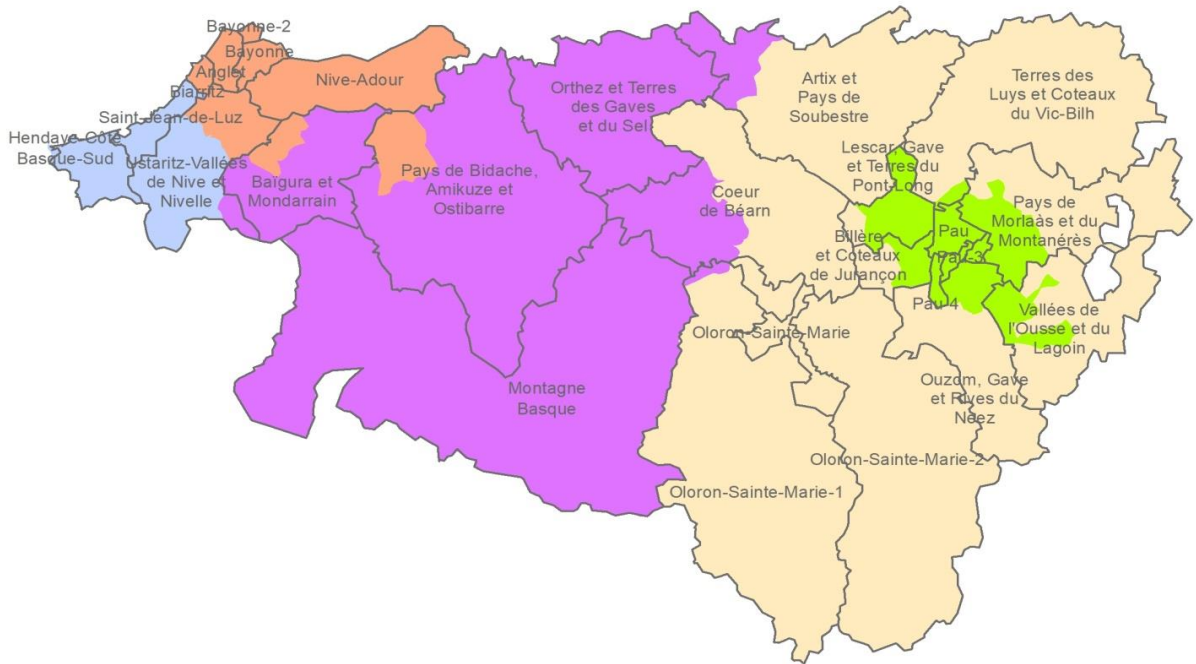 Bayonne-2
Bayonne
Anglet
Biarritz
Nive-Adour
Saint-Jean-de-Luz
Hendaye-Côte
Basque-Sud
Ustaritz-Vallées
de Nive et
Nivelle
Baïgura et
Mondarrain
Pays de Bidache,
Amikuze et
Ostibarre
Orthez et Terres
des Gaves
et du Sel
Artix et
Pays de
Soubestre
Terres des
Luys et Coteaux
du Vic-Bilh
Lescar, Gave
et Terres du
Pont-Long
Coeur
de Béarn
Pays de
Morlaàs et du
Montanérès
Billère
et Coteaux
de Jurançon
Pau
Pau-3
Pau-4
Vallées de
l'Ousse et du
Lagoin
Oloron-Sainte-Marie
Montagne
Basque
Ouzom, Gave
et Rives du
Neez
Oloron-Sainte-Marie-2
Oloron-Sainte-Marie-1